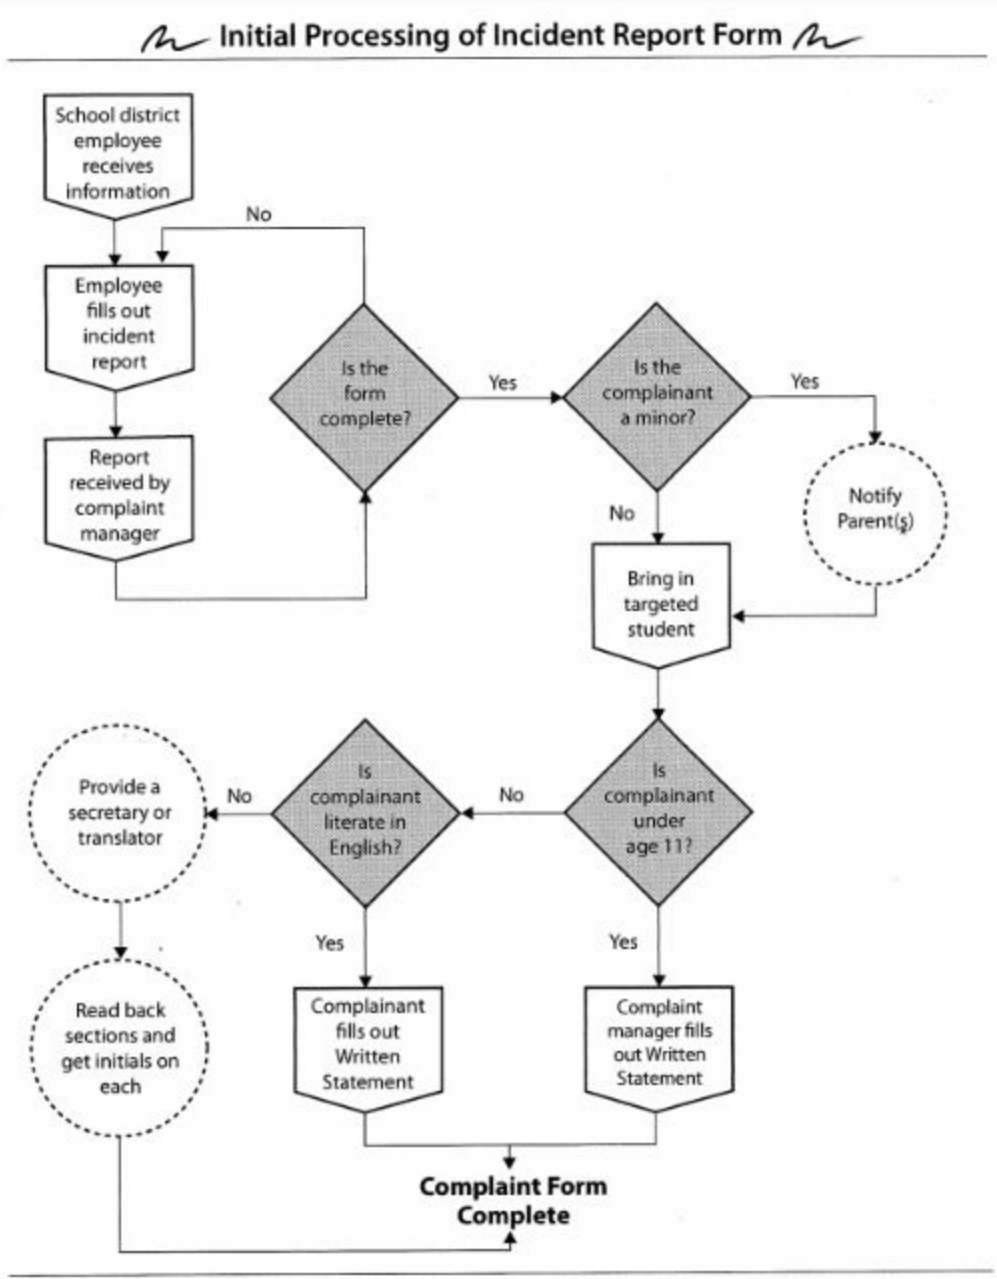 Initial Processing of Incident Report Form
School district
employee
receives
information
No
Employee
fills out
incident
report
Is the
form
complete?
Yes
Is the
complainant
a minor?
Yes
Report
received by
complaint
manager
Notify
Parent(s)
No
Bring in
targeted
student
Provide a
secretary or
translator
No
Is
complainant
literate in
English?
No
Is
complainant
under
age 11?
Yes
Yes
Read back
sections and
get initials on
each
Complainant
fills out
Written
Statement
Complaint
manager fills
out Written
Statement
Complaint Form
Complete